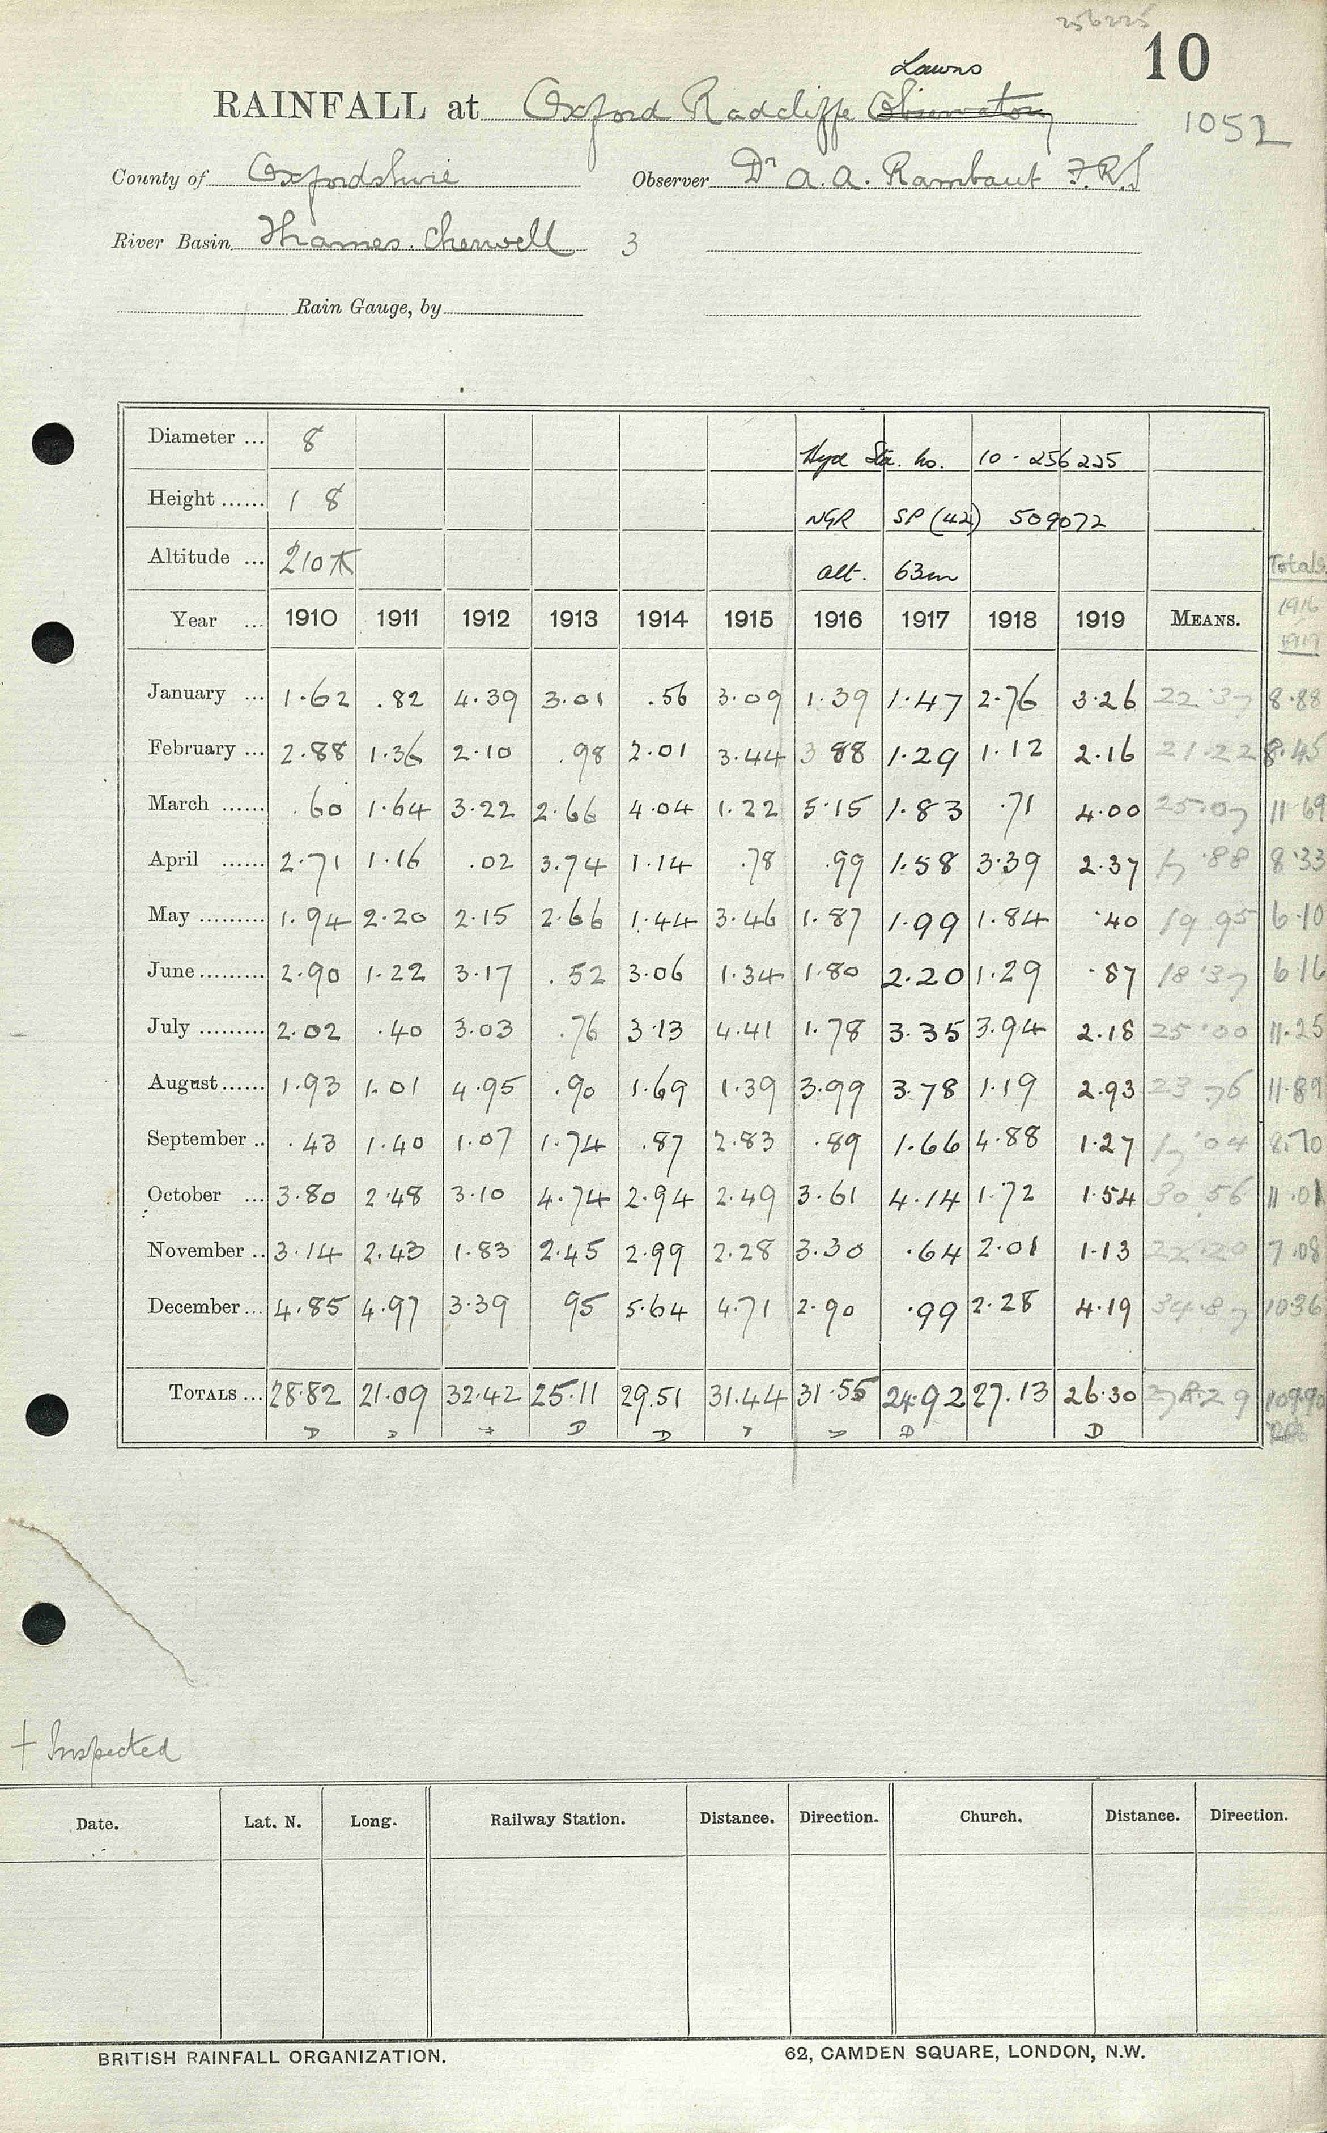 256225
10
Lawns
RAINFALL at Oxford Radcliffe Observatory
1052
County of Oxfordshire Observer Dr A. A. Rambaut F.R.S
River Basin Thames. Cherwell 3
Rain Gauge, by
Diameter ... 8 Hyd Sta. No. 10 - 256225
Height ...... 1 8 NGR SP (42) 509072
Altitude ... 210 ft alt. 63m Totals
Year ... 1910 1911 1912 1913 1914 1915 1916 1917 1918 1919 MEANS. 1916 1919
January ... 1.62 .82 4.39 3.01 .56 3.09 1.39 1.47 2.76 3.26 22.37 8.88
February ... 2.88 1.36 2.10 .98 2.01 3.44 3 88 1.29 1.12 2.16 21.22 8.45
March ...... .60 1.64 3.22 2.66 4.04 1.22 5.15 1.83 .71 4.00 25.07 11 69
April ...... 2.71 1.16 .02 3.74 1.14 .78 .99 1.58 3.39 2.37 17.88 8.33
May ......... 1.94 2.20 2.15 2.66 1.44 3.46 1.87 1.99 1.84 .40 19 95 6.10
June ......... 2.90 1.22 3.17 .52 3.06 1.34 1.80 2.20 1.29 .87 18.37 6.16
July ......... 2.02 .40 3.03 .76 3.13 4.41 1.78 3.35 3.94 2.18 25.00 11.25
August ...... 1.93 1.01 4.95 .90 1.69 1.39 3.99 3.78 1.19 2.93 23 76 11.89
September .. .43 1.40 1.07 1.74 .87 2.83 .89 1.66 4.88 1.27 17.04 8.70
October ... 3.80 2.48 3.10 4.74 2.94 2.49 3.61 4.14 1.72 1.54 30.56 11.01
November .. 3.14 2.43 1.83 2.45 2.99 2.28 3.30 .64 2.01 1.13 22.20 7.08
December ... 4.85 4.97 3.39 95 5.64 4.71 2.90 .99 2.28 4.19 34.87 10 36
TOTALS ... 28.82 21.09 32.42 25.11 29.51 31.44 31.55 24.92 27.13 26.30 278.29 109.90
D D D D D
+ Inspected
Date. Lat. N. Long. Railway Station. Distance. Direction. Church. Distance. Direction.
BRITISH RAINFALL ORGANIZATION. 62, CAMDEN SQUARE, LONDON, N.W.